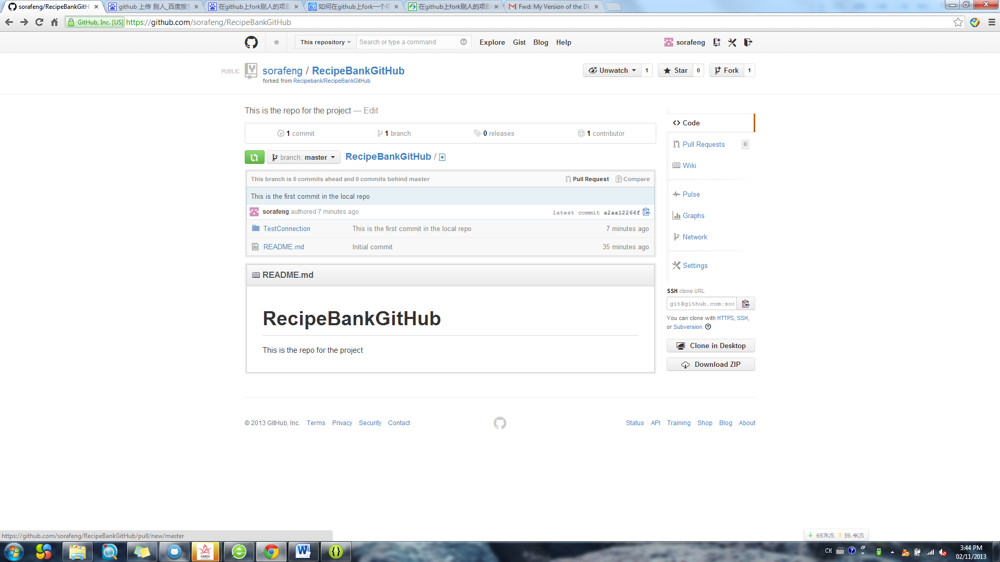 sorafeng/RecipeBankGitH
github 上传 别人_百度搜
在github上fork别人的项目
如何在github上fork一个项
在github上fork别人的项目
Fwd: My Version of the DE
GitHub, Inc. [US] https://github.com/sorafeng/RecipeBankGitHub
This repository Search or type a command Explore Gist Blog Help sorafeng
PUBLIC sorafeng / RecipeBankGitHub Unwatch 1 Star 0 Fork 1
forked from Recipebank/RecipeBankGitHub
This is the repo for the project — Edit
1 commit 1 branch 0 releases 1 contributor
branch: master RecipeBankGitHub /
This branch is 0 commits ahead and 0 commits behind master Pull Request Compare
This is the first commit in the local repo
sorafeng authored 7 minutes ago latest commit a2aa12266f
TestConnection This is the first commit in the local repo 7 minutes ago
README.md Initial commit 35 minutes ago
README.md
RecipeBankGitHub
This is the repo for the project
Code
Pull Requests 0
Wiki
Pulse
Graphs
Network
Settings
SSH clone URL
git@github.com:sor
You can clone with HTTPS, SSH,
or Subversion.
Clone in Desktop
Download ZIP
© 2013 GitHub, Inc. Terms Privacy Security Contact Status API Training Shop Blog About
https://github.com/sorafeng/RecipeBankGitHub/pull/new/master
697K/S 59.4K/S
CASCC
CH
3:44 PM
02/11/2013